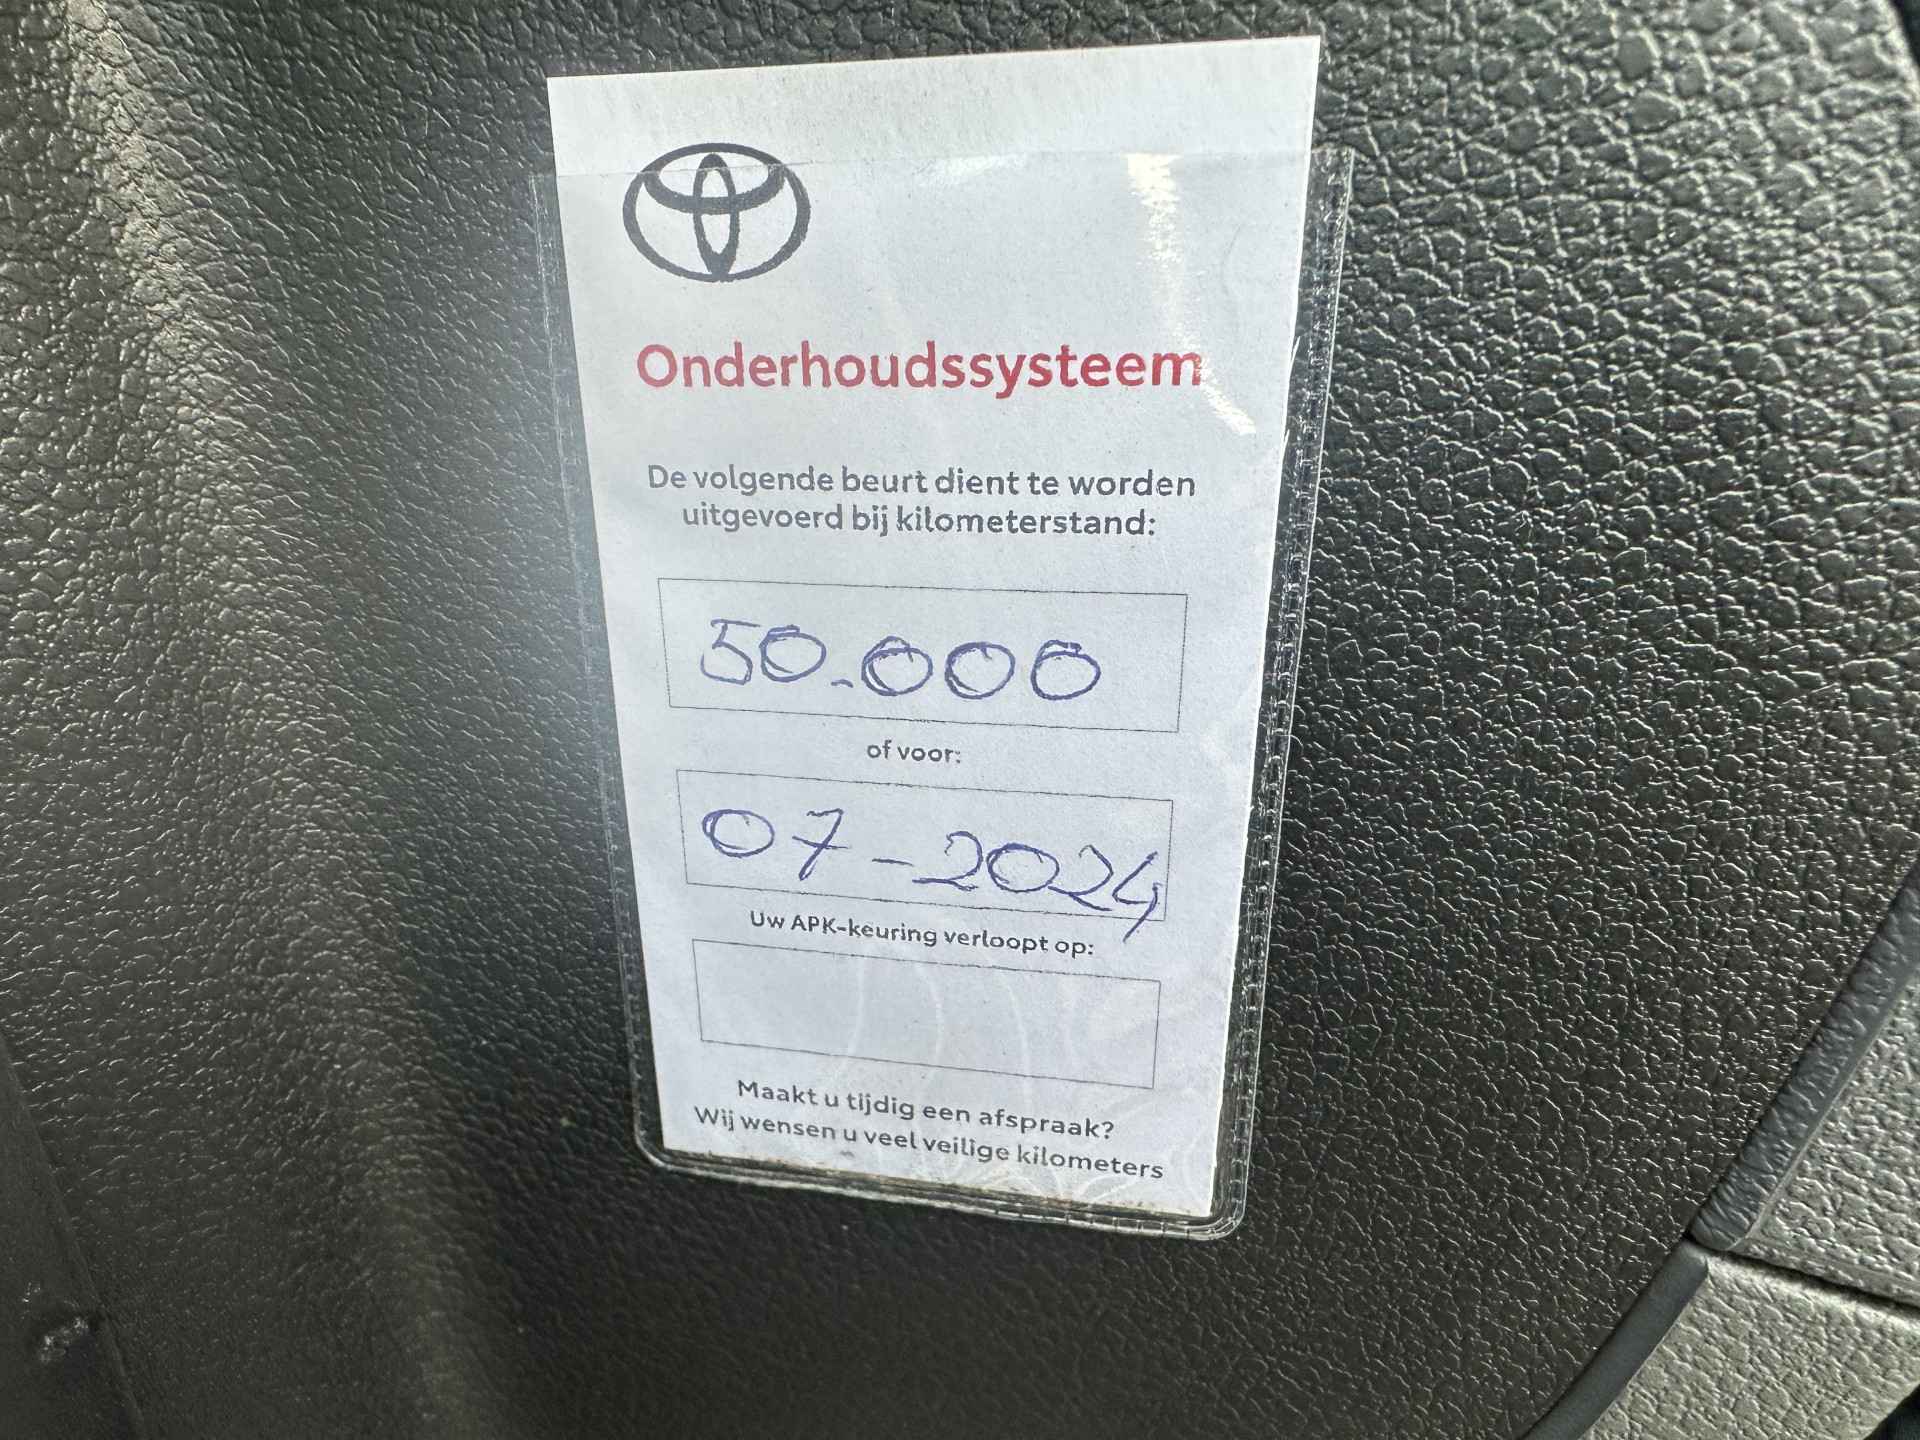 Onderhoudssysteem
De volgende beurt dient te worden
uitgevoerd bij kilometerstand:
50.000
of voor:
07-2024
Uw APK-keuring verloopt op:
Maakt u tijdig een afspraak?
Wij wensen u veel veilige kilometers